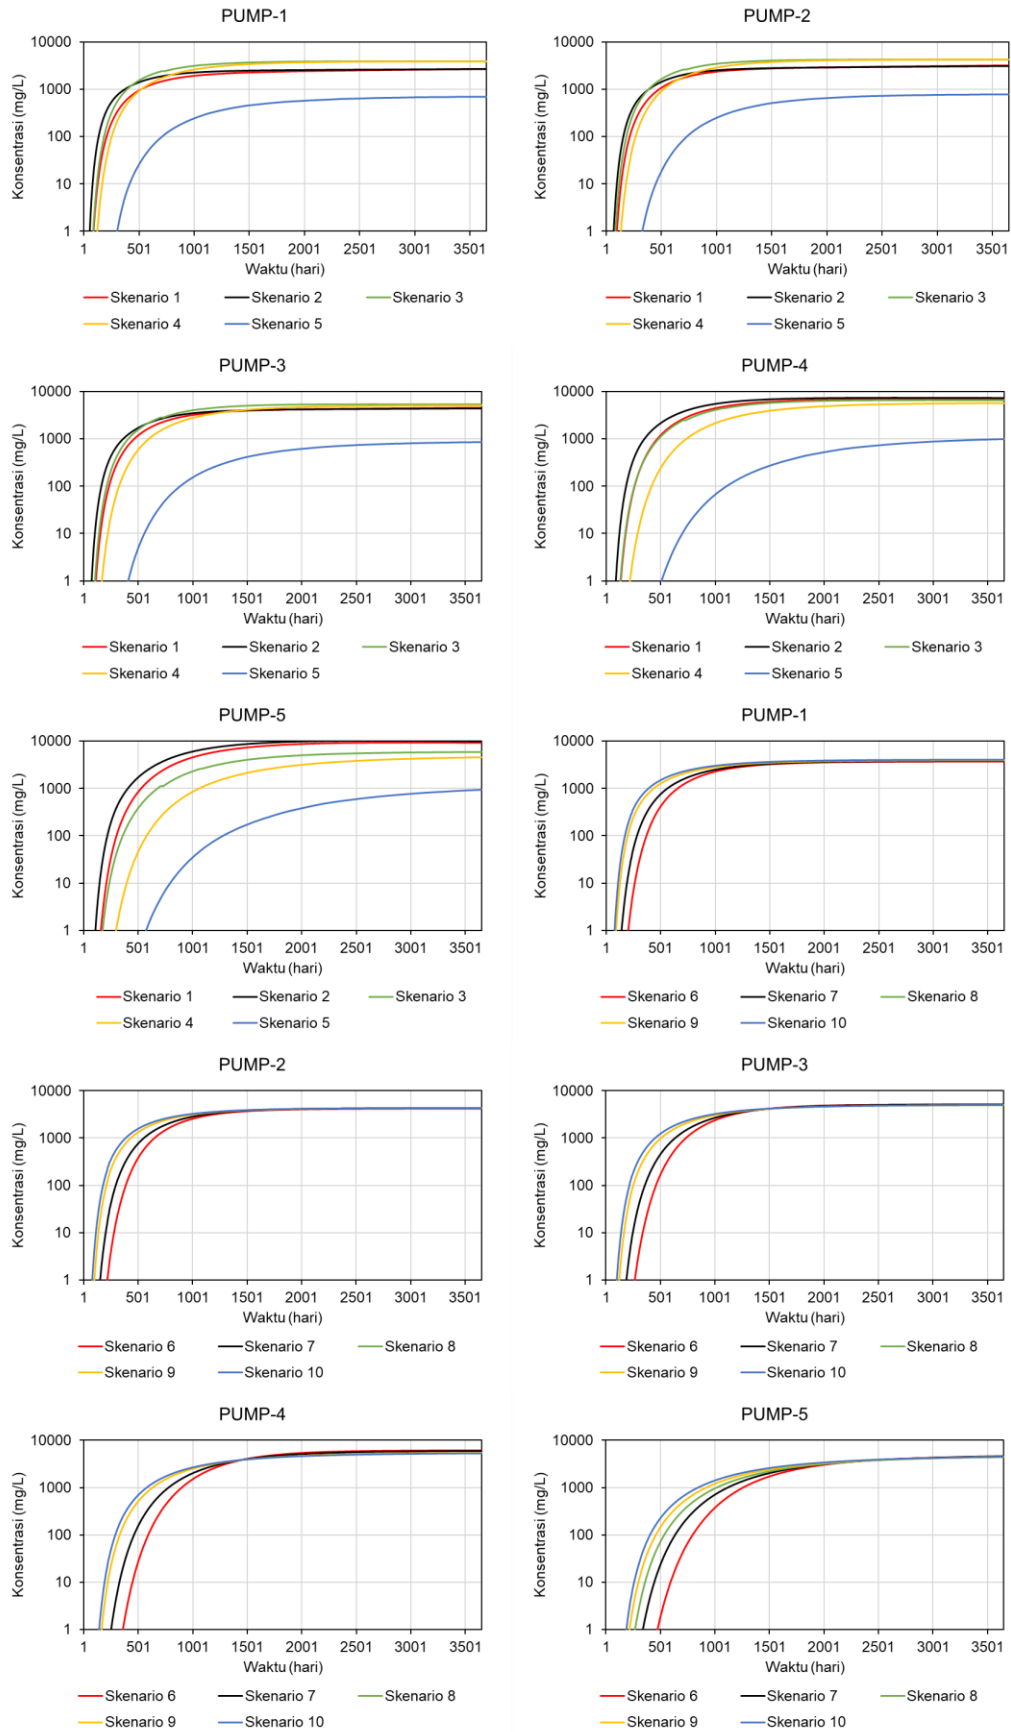 PUMP-1
Konsentrasi (mg/L)
10000
1000
100
10
1
1 501 1001 1501 2001 2501 3001 3501
Waktu (hari)
Skenario 1 Skenario 2 Skenario 3
Skenario 4 Skenario 5
PUMP-2
Konsentrasi (mg/L)
10000
1000
100
10
1
1 501 1001 1501 2001 2501 3001 3501
Waktu (hari)
Skenario 1 Skenario 2 Skenario 3
Skenario 4 Skenario 5
PUMP-3
Konsentrasi (mg/L)
10000
1000
100
10
1
1 501 1001 1501 2001 2501 3001 3501
Waktu (hari)
Skenario 1 Skenario 2 Skenario 3
Skenario 4 Skenario 5
PUMP-4
Konsentrasi (mg/L)
10000
1000
100
10
1
1 501 1001 1501 2001 2501 3001 3501
Waktu (hari)
Skenario 1 Skenario 2 Skenario 3
Skenario 4 Skenario 5
PUMP-5
Konsentrasi (mg/L)
10000
1000
100
10
1
1 501 1001 1501 2001 2501 3001 3501
Waktu (hari)
Skenario 1 Skenario 2 Skenario 3
Skenario 4 Skenario 5
PUMP-1
Konsentrasi (mg/L)
10000
1000
100
10
1
1 501 1001 1501 2001 2501 3001 3501
Waktu (hari)
Skenario 6 Skenario 7 Skenario 8
Skenario 9 Skenario 10
PUMP-2
Konsentrasi (mg/L)
10000
1000
100
10
1
1 501 1001 1501 2001 2501 3001 3501
Waktu (hari)
Skenario 6 Skenario 7 Skenario 8
Skenario 9 Skenario 10
PUMP-3
Konsentrasi (mg/L)
10000
1000
100
10
1
1 501 1001 1501 2001 2501 3001 3501
Waktu (hari)
Skenario 6 Skenario 7 Skenario 8
Skenario 9 Skenario 10
PUMP-4
Konsentrasi (mg/L)
10000
1000
100
10
1
1 501 1001 1501 2001 2501 3001 3501
Waktu (hari)
Skenario 6 Skenario 7 Skenario 8
Skenario 9 Skenario 10
PUMP-5
Konsentrasi (mg/L)
10000
1000
100
10
1
1 501 1001 1501 2001 2501 3001 3501
Waktu (hari)
Skenario 6 Skenario 7 Skenario 8
Skenario 9 Skenario 10